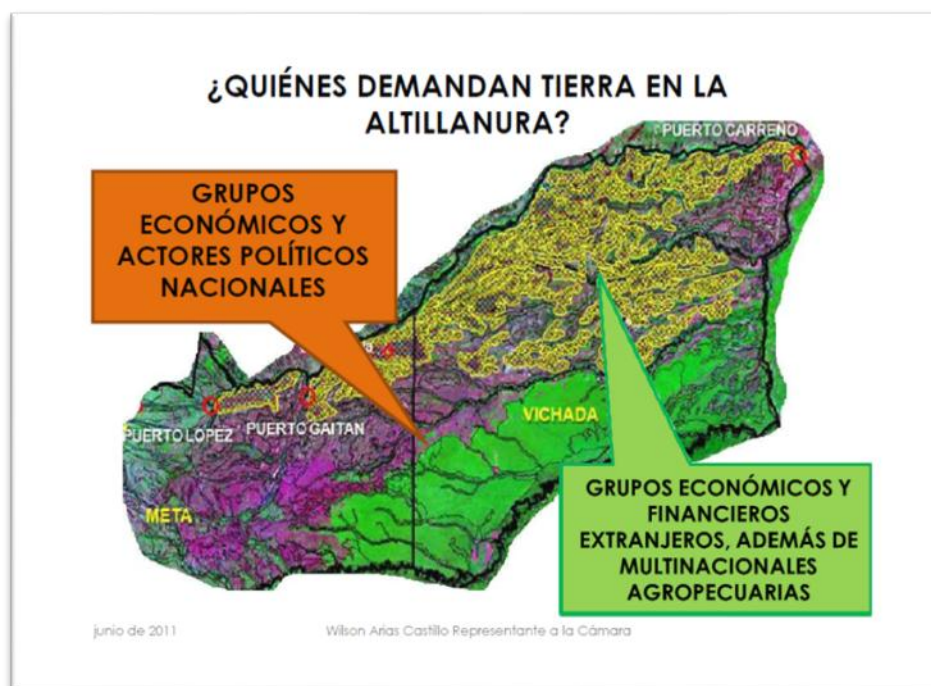 ¿QUIÉNES DEMANDAN TIERRA EN LA
ALTILLANURA?
PUERTO CARREÑO
GRUPOS
ECONÓMICOS Y
ACTORES POLÍTICOS
NACIONALES
PUERTO LOPEZ
PUERTO GAITAN
VICHADA
META
GRUPOS ECONÓMICOS Y
FINANCIEROS
EXTRANJEROS, ADEMÁS DE
MULTINACIONALES
AGROPECUARIAS
junio de 2011
Wilson Arias Castillo Representante a la Cámara